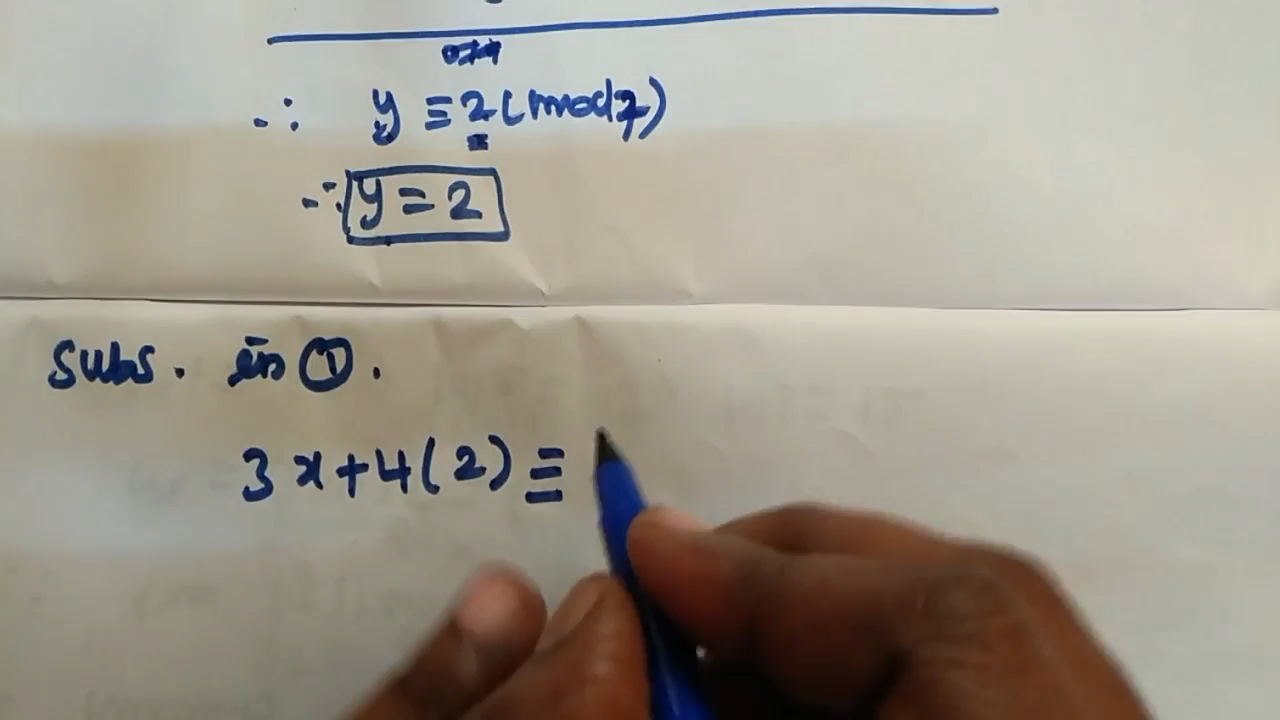 ∴ y ≡ 2 (mod 7)
∴ y = 2
Subs. in ①.
3x+4(2) ≡